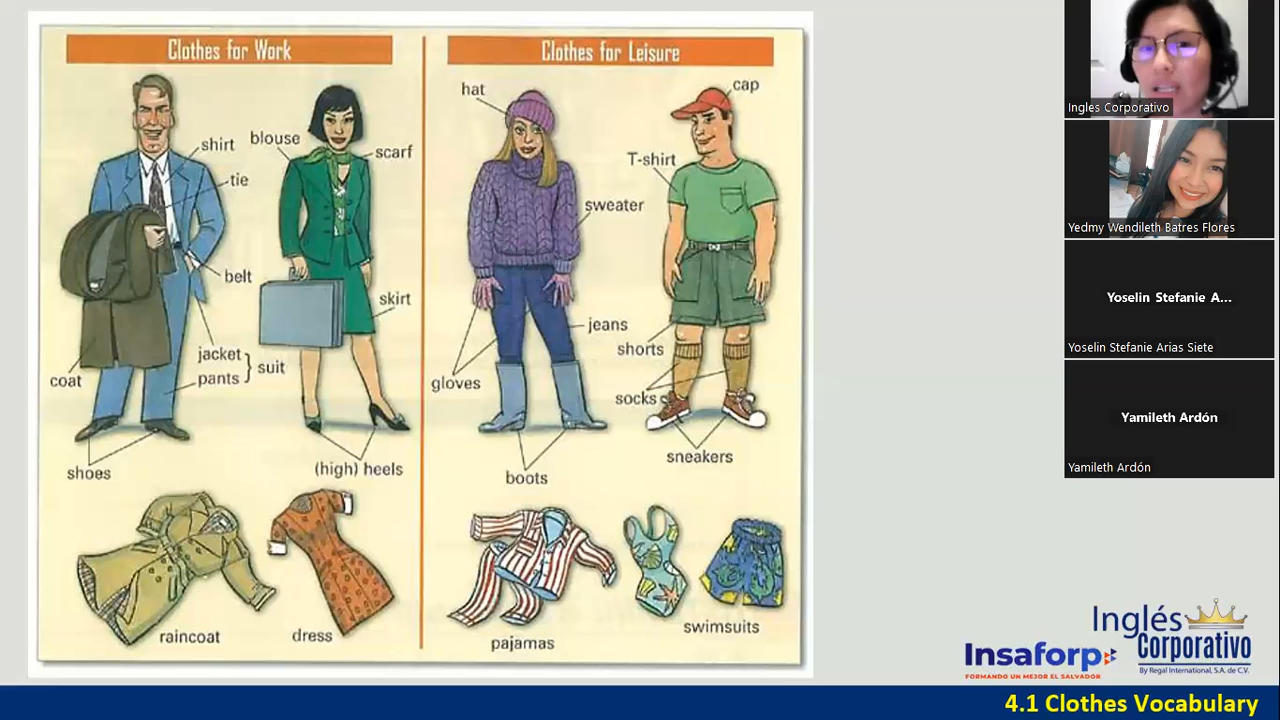 Clothes for Work
shirt
blouse
scarf
tie
belt
skirt
jacket
pants
suit
coat
shoes
(high) heels
raincoat
dress
Clothes for Leisure
hat
cap
T-shirt
sweater
jeans
shorts
gloves
socks
sneakers
boots
pajamas
swimsuits
Ingles Corporativo
Yedmy Wendileth Batres Flores
Yoselin Stefanie A...
Yoselin Stefanie Arias Siete
Yamileth Ardón
Yamileth Ardón
Insaforp
FORMANDO UN MEJOR EL SALVADOR
Inglés
Corporativo
By Regal International, S.A. de C.V.
4.1 Clothes Vocabulary